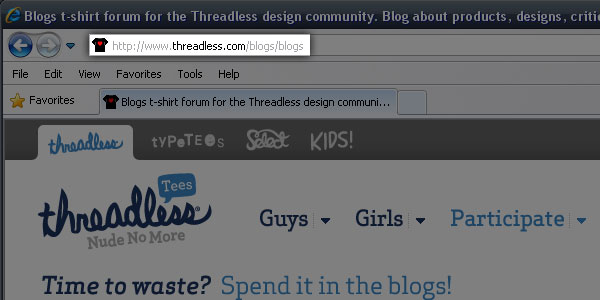 Blogs t-shirt forum for the Threadless design community. Blog about products, designs, critic
http://www.threadless.com/blogs/blogs
File Edit View Favorites Tools Help
Favorites Blogs t-shirt forum for the Threadless design communi...
threadless TYPETEES Select KIDS!
Tees
threadless
Nude No More
Guys Girls Participate
Time to waste? Spend it in the blogs!